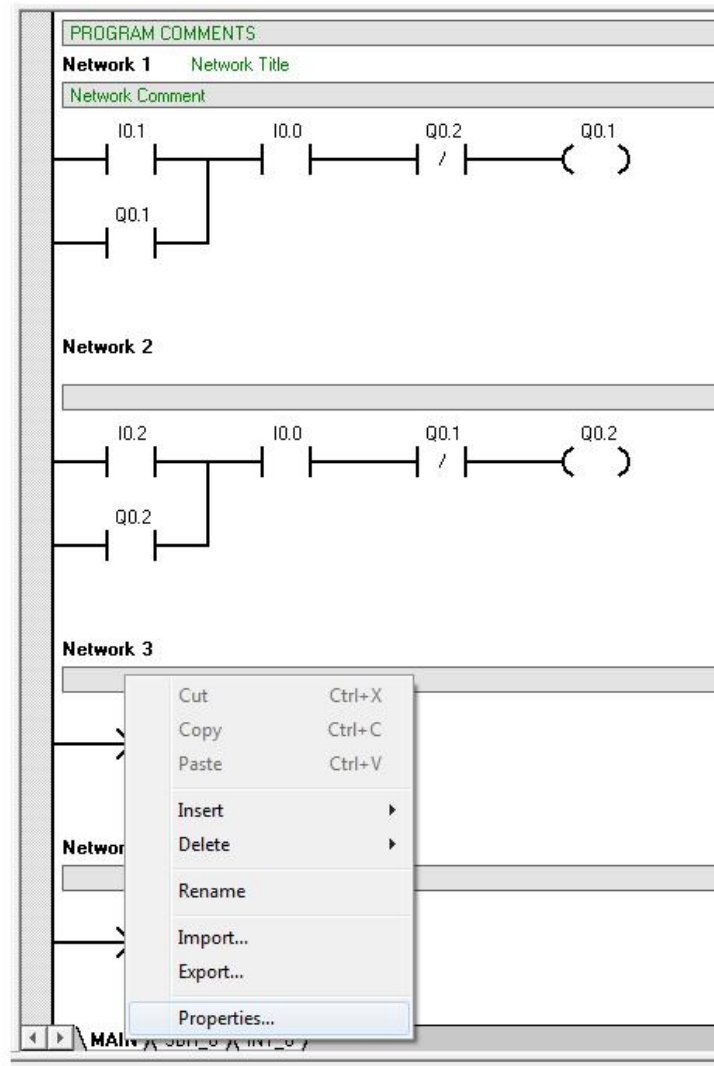 PROGRAM COMMENTS
Network 1 Network Title
Network Comment
I0.1 I0.0 Q0.2 Q0.1
/
Q0.1
Network 2
I0.2 I0.0 Q0.1 Q0.2
/
Q0.2
Network 3
Cut Ctrl+X
Copy Ctrl+C
Paste Ctrl+V
Insert
Delete
Rename
Import...
Export...
Properties...
MAIN